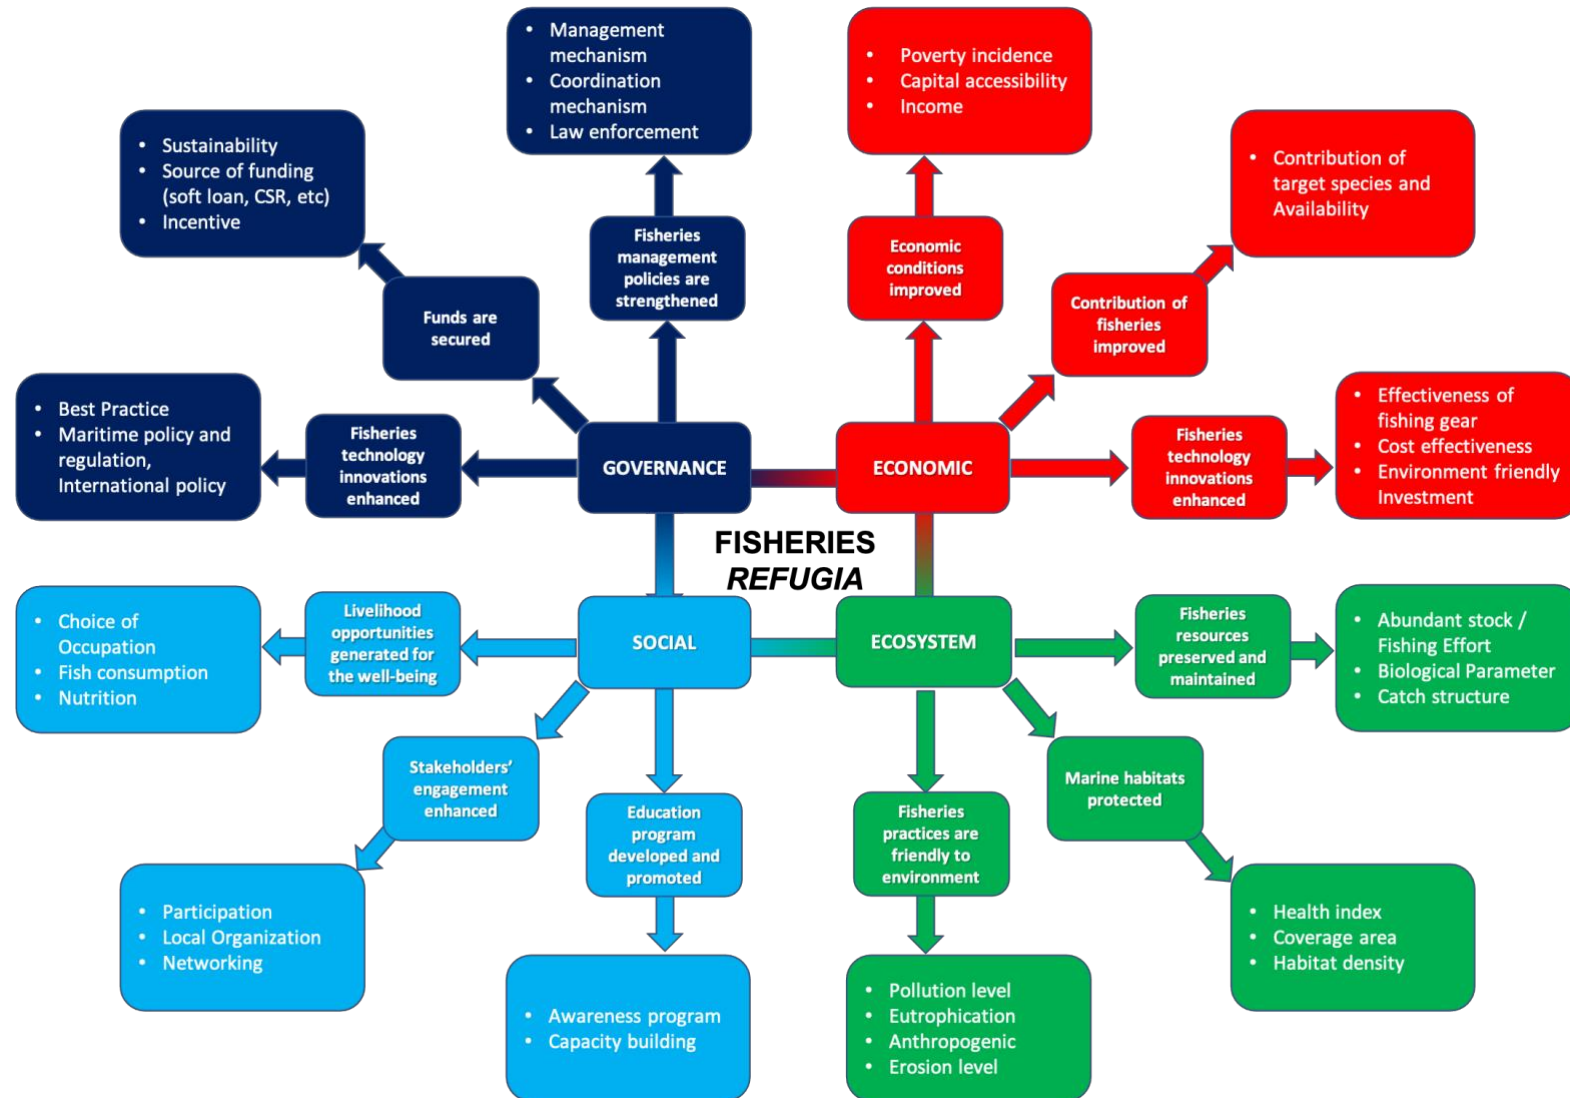 • Management
mechanism
• Coordination
mechanism
• Law enforcement
• Poverty incidence
• Capital accessibility
• Income
• Sustainability
• Source of funding
(soft loan, CSR, etc)
• Incentive
• Contribution of
target species and
Availability
Fisheries
management
policies are
strengthened
Economic
conditions
improved
Funds are
secured
Contribution of
fisheries
improved
• Best Practice
• Maritime policy and
regulation,
International policy
Fisheries
technology
innovations
enhanced
GOVERNANCE
ECONOMIC
Fisheries
technology
innovations
enhanced
• Effectiveness of
fishing gear
• Cost effectiveness
• Environment friendly
Investment
FISHERIES
REFUGIA
• Choice of
Occupation
• Fish consumption
• Nutrition
Livelihood
opportunities
generated for
the well-being
SOCIAL
ECOSYSTEM
Fisheries
resources
preserved and
maintained
• Abundant stock /
Fishing Effort
• Biological Parameter
• Catch structure
Stakeholders’
engagement
enhanced
Education
program
developed and
promoted
Fisheries
practices are
friendly to
environment
Marine habitats
protected
• Participation
• Local Organization
• Networking
• Awareness program
• Capacity building
• Pollution level
• Eutrophication
• Anthropogenic
• Erosion level
• Health index
• Coverage area
• Habitat density